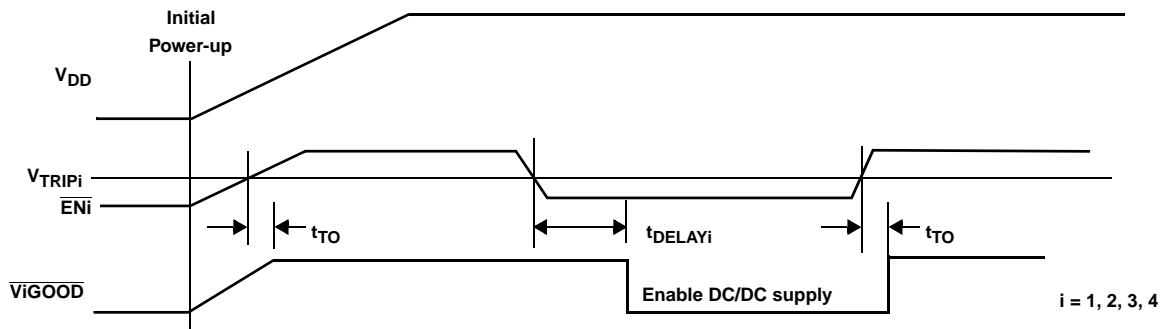 Initial
Power-up
VDD
VTRIPi
ENi
tTO
tDELAYi
tTO
ViGOOD
Enable DC/DC supply
i = 1, 2, 3, 4